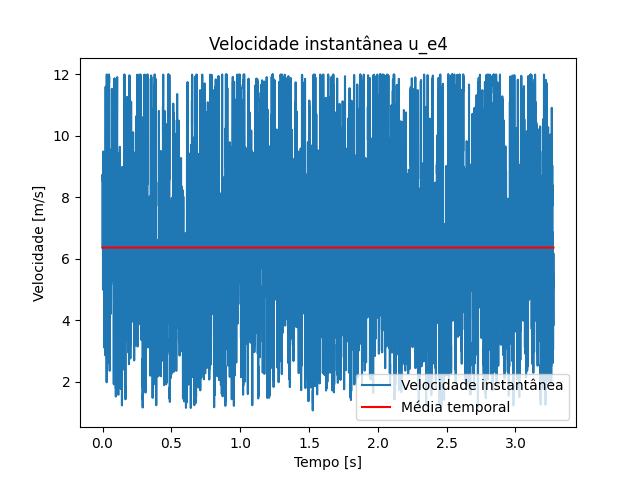 Velocidade instantânea u_e4
12
10
8
6
4
2
Velocidade [m/s]
Velocidade instantânea
Média temporal
0.0 0.5 1.0 1.5 2.0 2.5 3.0
Tempo [s]